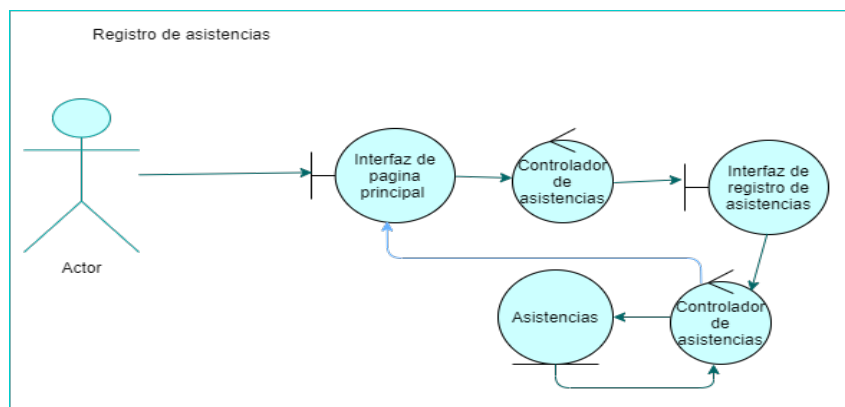 Registro de asistencias
Interfaz de
pagina
principal
Controlador
de
asistencias
Interfaz de
registro de
asistencias
Actor
Asistencias
Controlador
de
asistencias